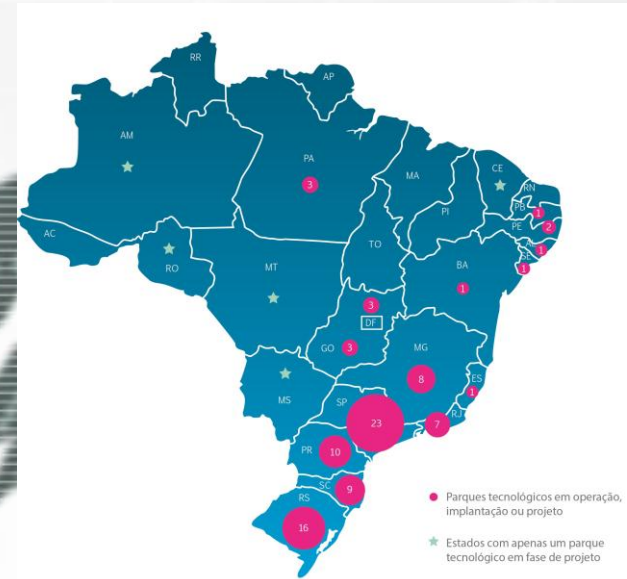 RR
AP
AM
PA
3
MA
CE
RN
PB
1
PI
PE
2
AL
1
SE
1
AC
TO
RO
MT
BA
1
3
DF
GO
3
MG
8
ES
1
MS
SP
23
RJ
7
PR
10
SC
9
RS
16
Parques tecnológicos em operação,
implantação ou projeto
Estados com apenas um parque
tecnológico em fase de projeto